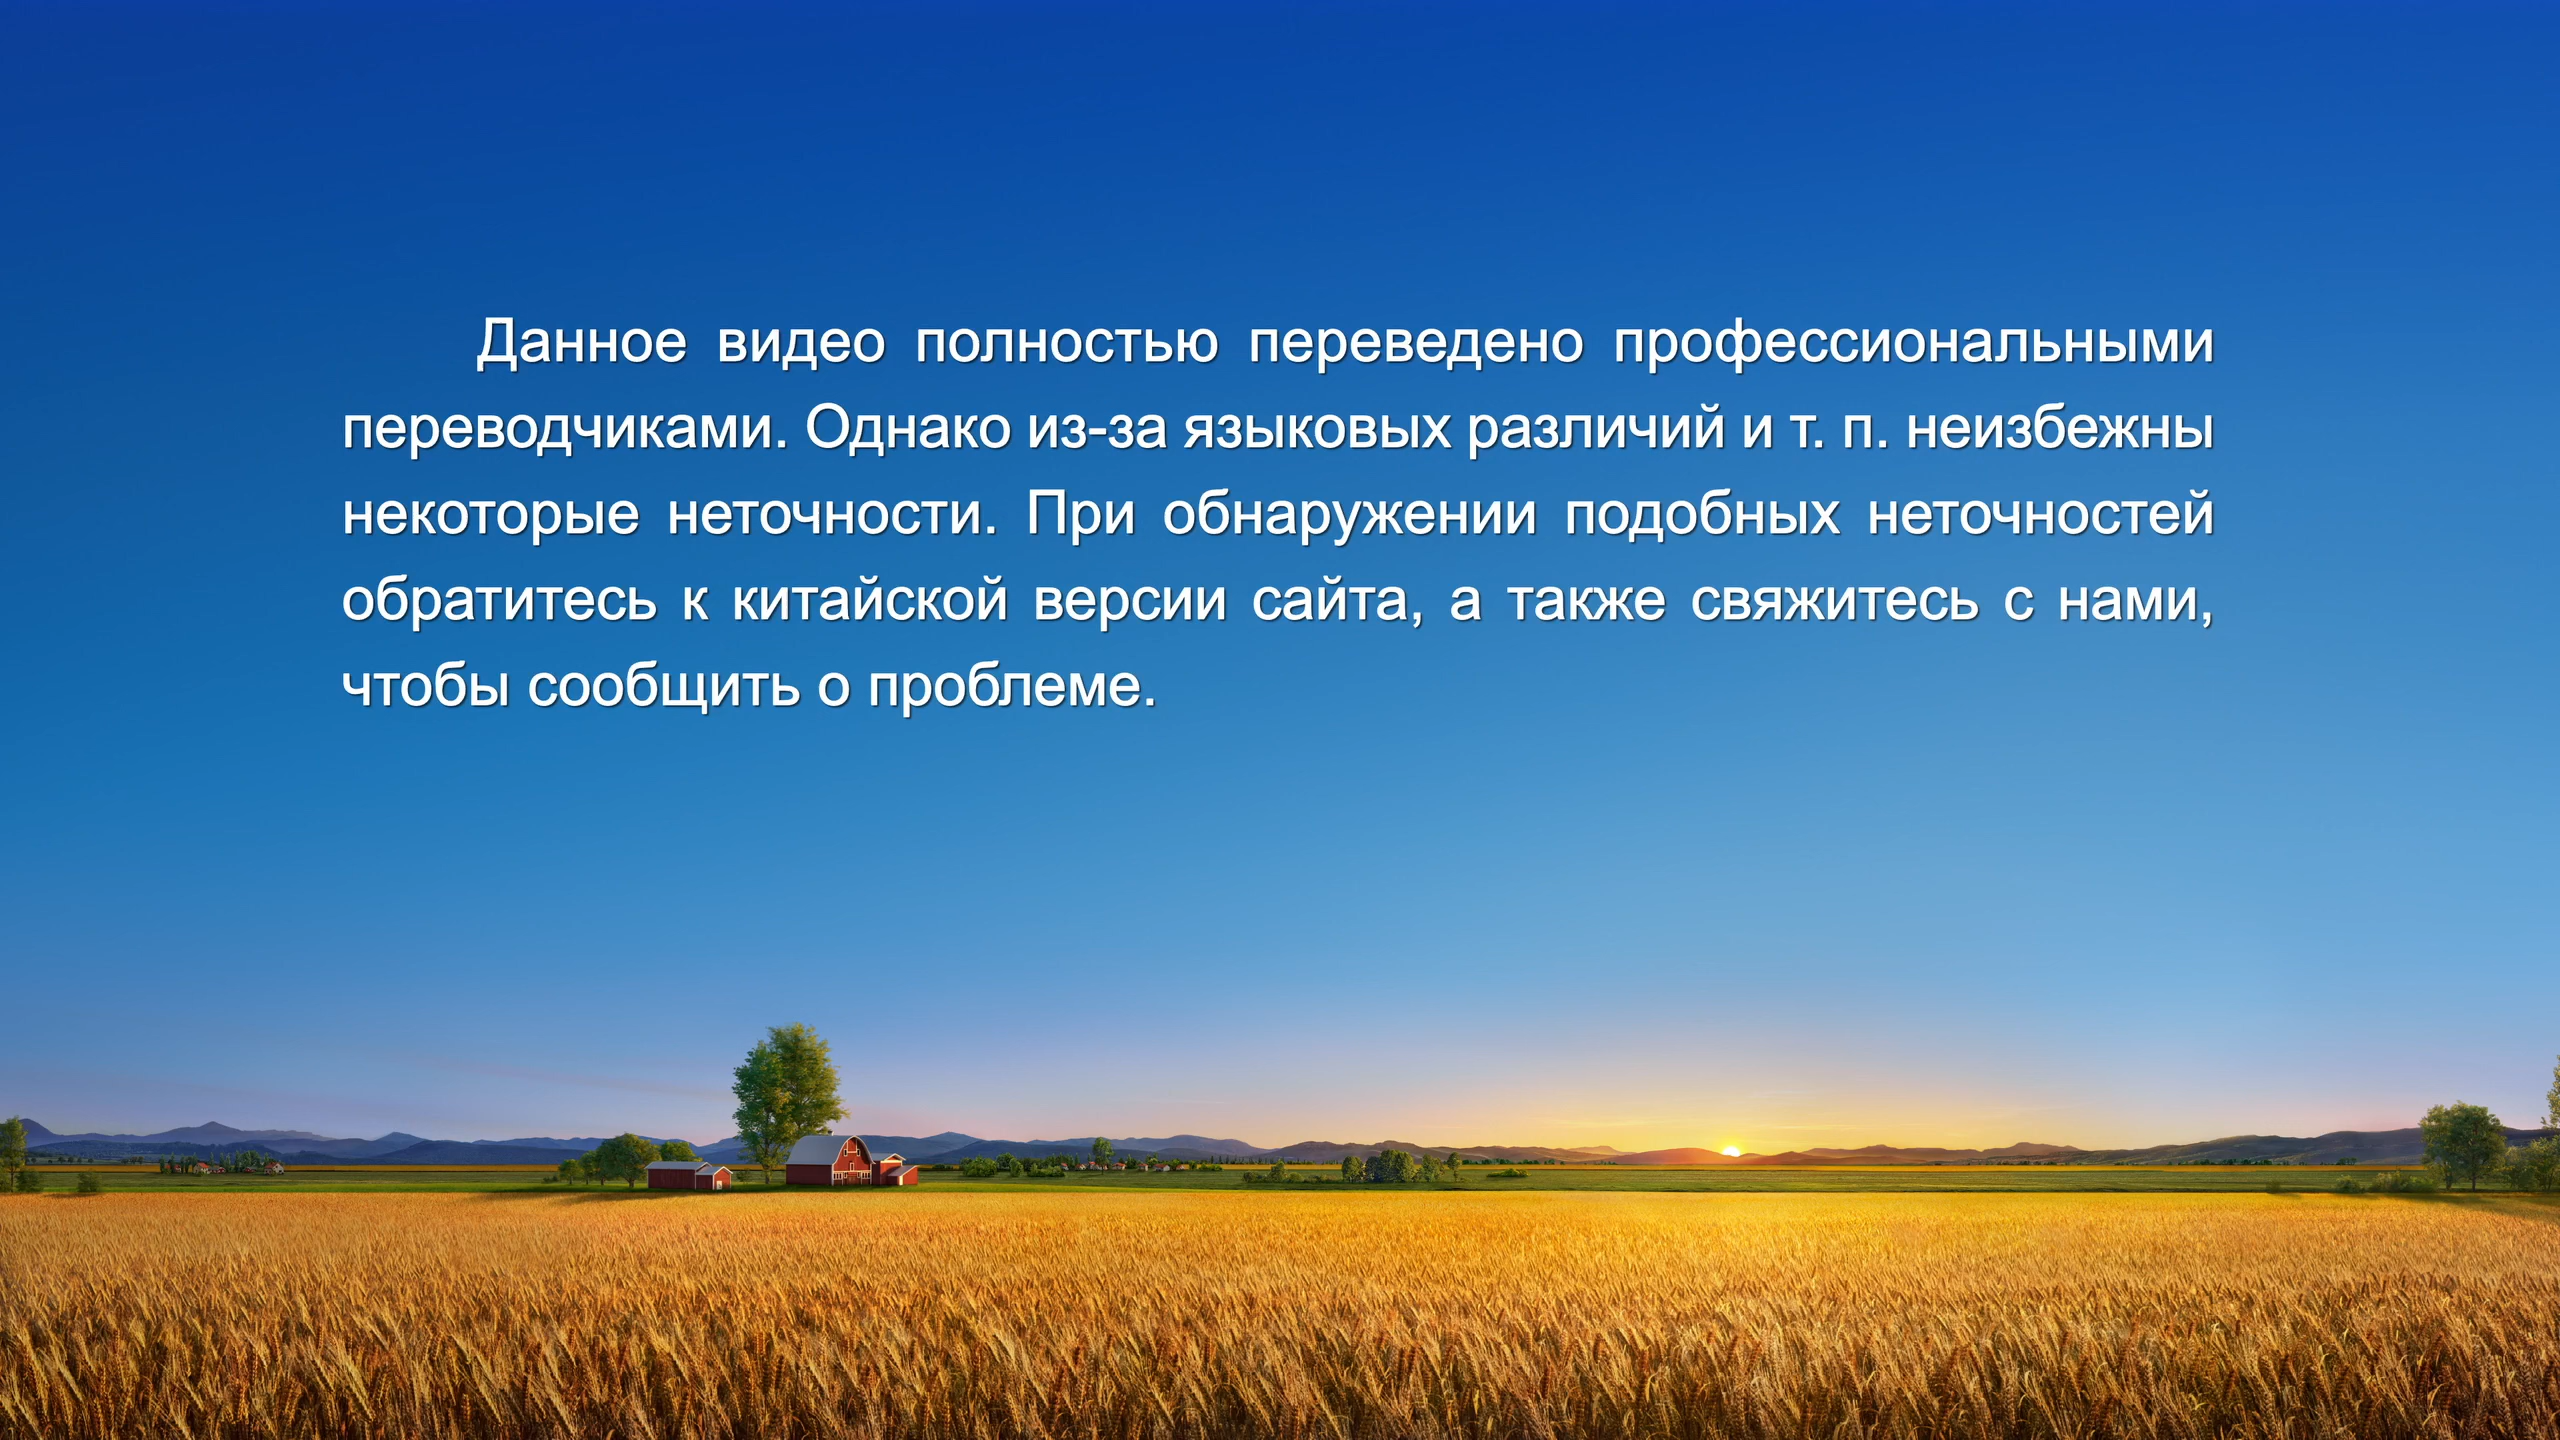 Данное видео полностью переведено профессиональными
переводчиками. Однако из-за языковых различий и т. п. неизбежны
некоторые неточности. При обнаружении подобных неточностей
обратитесь к китайской версии сайта, а также свяжитесь с нами,
чтобы сообщить о проблеме.